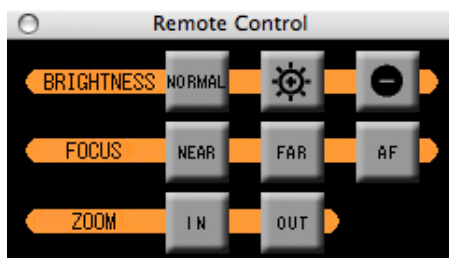 Remote Control
BRIGHTNESS NORMAL
FOCUS NEAR FAR AF
ZOOM IN OUT